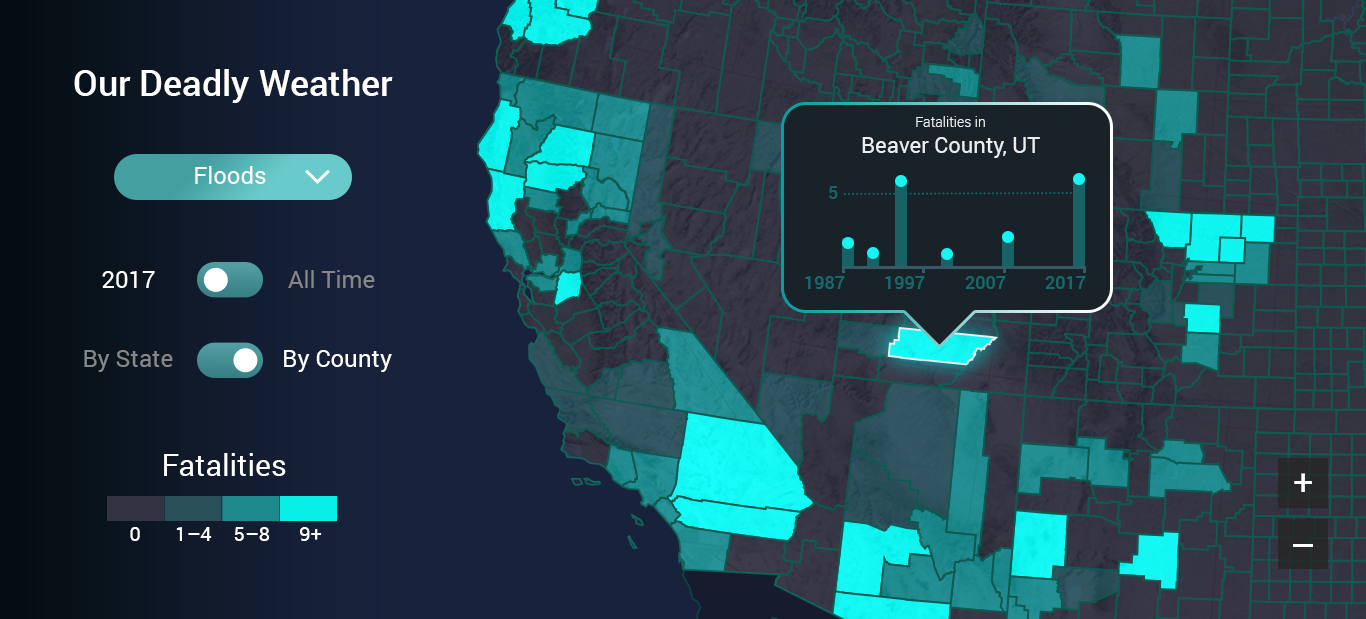 Our Deadly Weather
Floods
2017 All Time
By State By County
Fatalities
0 1–4 5–8 9+
Fatalities in
Beaver County, UT
5
1987 1997 2007 2017
+
−